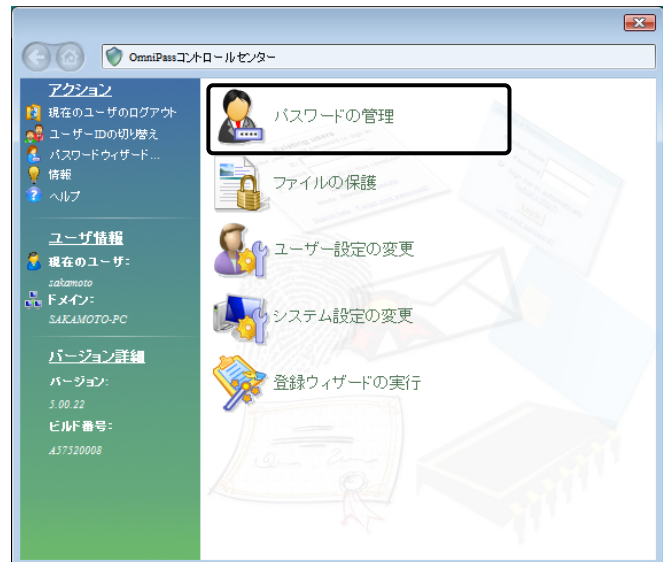 OmniPassコントロールセンター
アクション
現在のユーザのログアウト
ユーザーIDの切り替え
パスワードウィザード...
情報
ヘルプ
ユーザ情報
現在のユーザ:
sakamoto
ドメイン:
SAKAMOTO-PC
バージョン詳細
バージョン:
5.00.22
ビルド番号:
A57520008
パスワードの管理
ファイルの保護
ユーザー設定の変更
システム設定の変更
登録ウィザードの実行